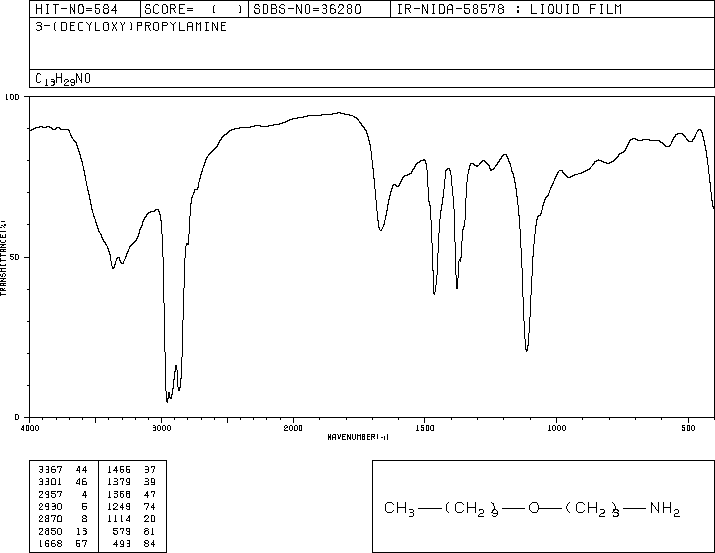 HIT-NO=584 SCORE= ( ) SDBS-NO=36280 IR-NIDA-58578 : LIQUID FILM
3-(DECYLOXY)PROPYLAMINE
C13H29NO
100
50
0
TRANSMITTANCE(%)
4000 3000 2000 1500 1000 500
WAVENUMBER(-1)
3367 44 1466 37
3301 46 1379 39
2957 4 1368 47
2930 6 1249 74
2870 8 1114 20
2850 13 579 81
1668 57 493 84
CH3—(CH2)9—O—(CH2)3—NH2